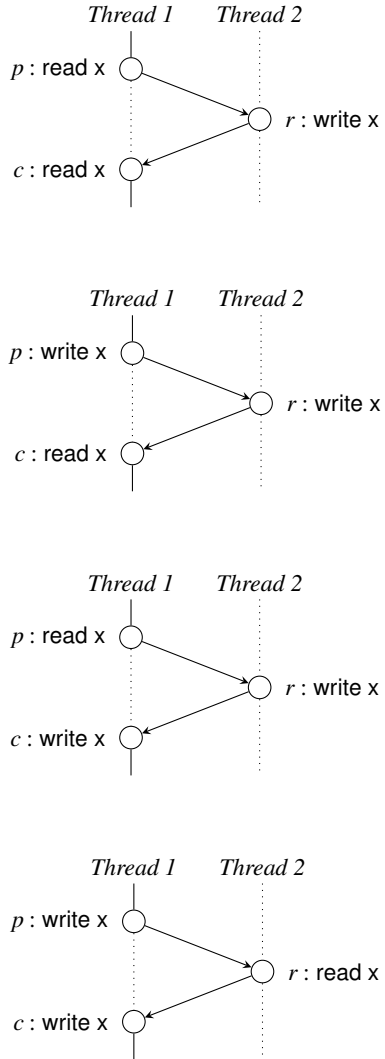 Thread 1 Thread 2
p : read x
r : write x
c : read x
Thread 1 Thread 2
p : write x
r : write x
c : read x
Thread 1 Thread 2
p : read x
r : write x
c : write x
Thread 1 Thread 2
p : write x
r : read x
c : write x